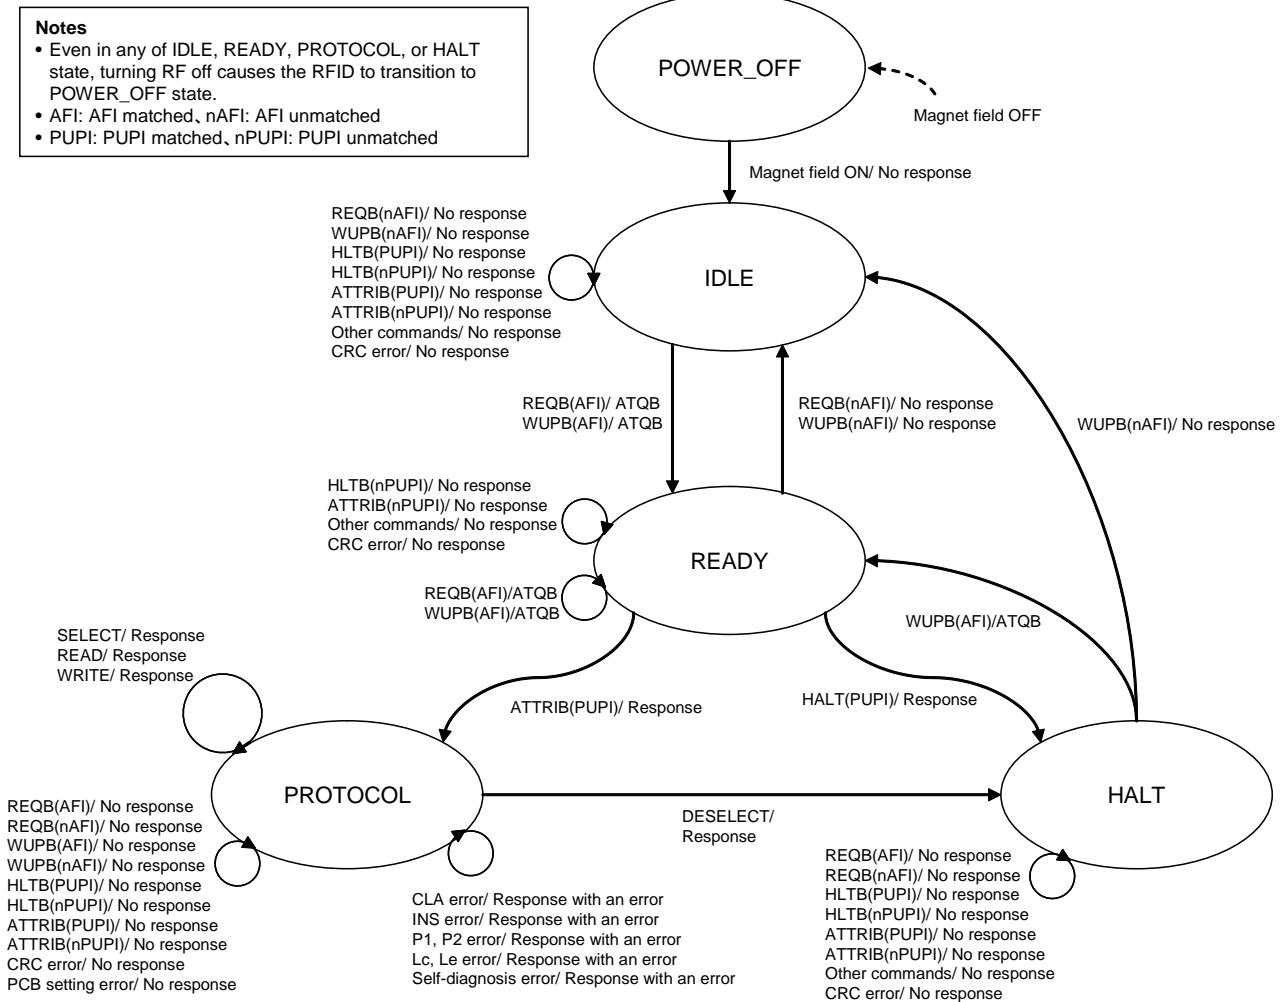 Notes
• Even in any of IDLE, READY, PROTOCOL, or HALT
state, turning RF off causes the RFID to transition to
POWER_OFF state.
• AFI: AFI matched、nAFI: AFI unmatched
• PUPI: PUPI matched、nPUPI: PUPI unmatched
POWER_OFF
Magnet field OFF
Magnet field ON/ No response
REQB(nAFI)/ No response
WUPB(nAFI)/ No response
HLTB(PUPI)/ No response
HLTB(nPUPI)/ No response
ATTRIB(PUPI)/ No response
ATTRIB(nPUPI)/ No response
Other commands/ No response
CRC error/ No response
IDLE
REQB(AFI)/ ATQB
WUPB(AFI)/ ATQB
REQB(nAFI)/ No response
WUPB(nAFI)/ No response
WUPB(nAFI)/ No response
HLTB(nPUPI)/ No response
ATTRIB(nPUPI)/ No response
Other commands/ No response
CRC error/ No response
READY
REQB(AFI)/ATQB
WUPB(AFI)/ATQB
WUPB(AFI)/ATQB
SELECT/ Response
READ/ Response
WRITE/ Response
ATTRIB(PUPI)/ Response
HALT(PUPI)/ Response
PROTOCOL
HALT
DESELECT/
Response
REQB(AFI)/ No response
REQB(nAFI)/ No response
WUPB(AFI)/ No response
WUPB(nAFI)/ No response
HLTB(PUPI)/ No response
HLTB(nPUPI)/ No response
ATTRIB(PUPI)/ No response
ATTRIB(nPUPI)/ No response
CRC error/ No response
PCB setting error/ No response
CLA error/ Response with an error
INS error/ Response with an error
P1, P2 error/ Response with an error
Lc, Le error/ Response with an error
Self-diagnosis error/ Response with an error
REQB(AFI)/ No response
REQB(nAFI)/ No response
HLTB(PUPI)/ No response
HLTB(nPUPI)/ No response
ATTRIB(PUPI)/ No response
ATTRIB(nPUPI)/ No response
Other commands/ No response
CRC error/ No response